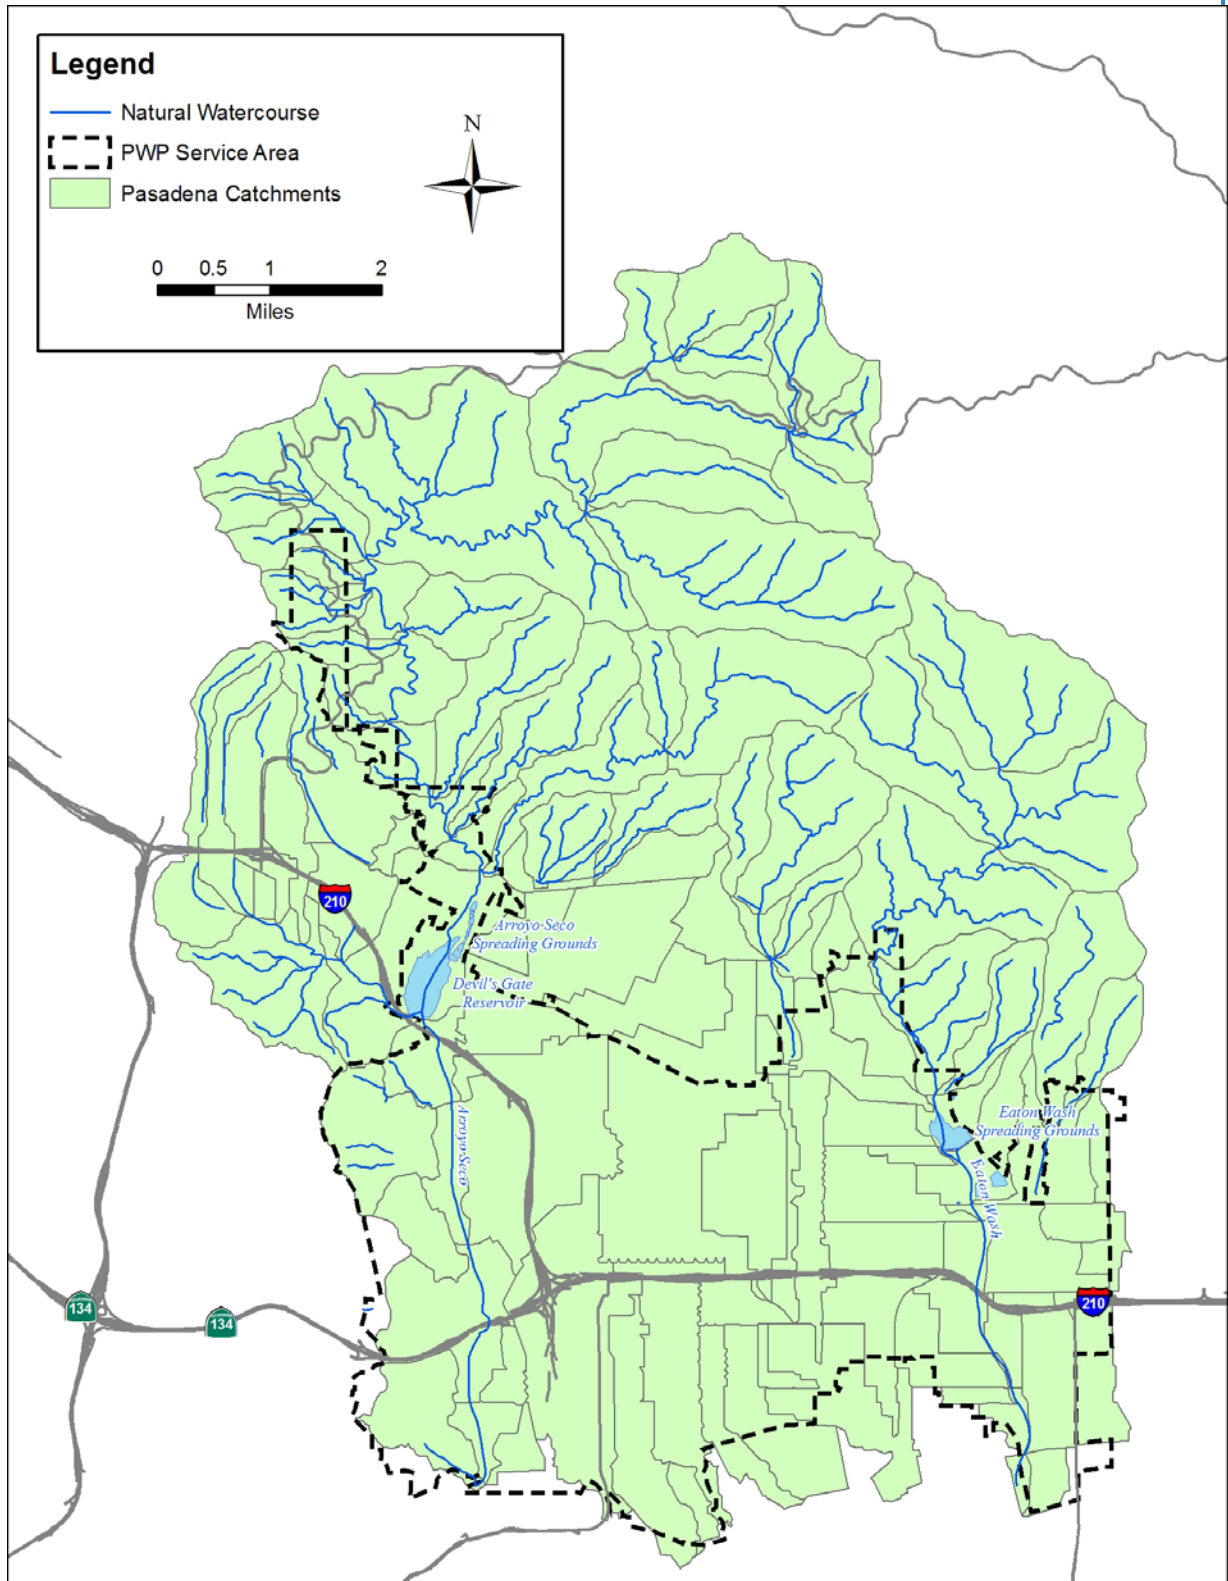 Legend
Natural Watercourse
PWP Service Area
Pasadena Catchments
N
0 0.5 1 2
Miles
210
Arroyo Seco
Spreading Grounds
Devil's Gate
Reservoir
Arroyo Seco
Eaton Wash
Spreading Grounds
Eaton Wash
134
134
210